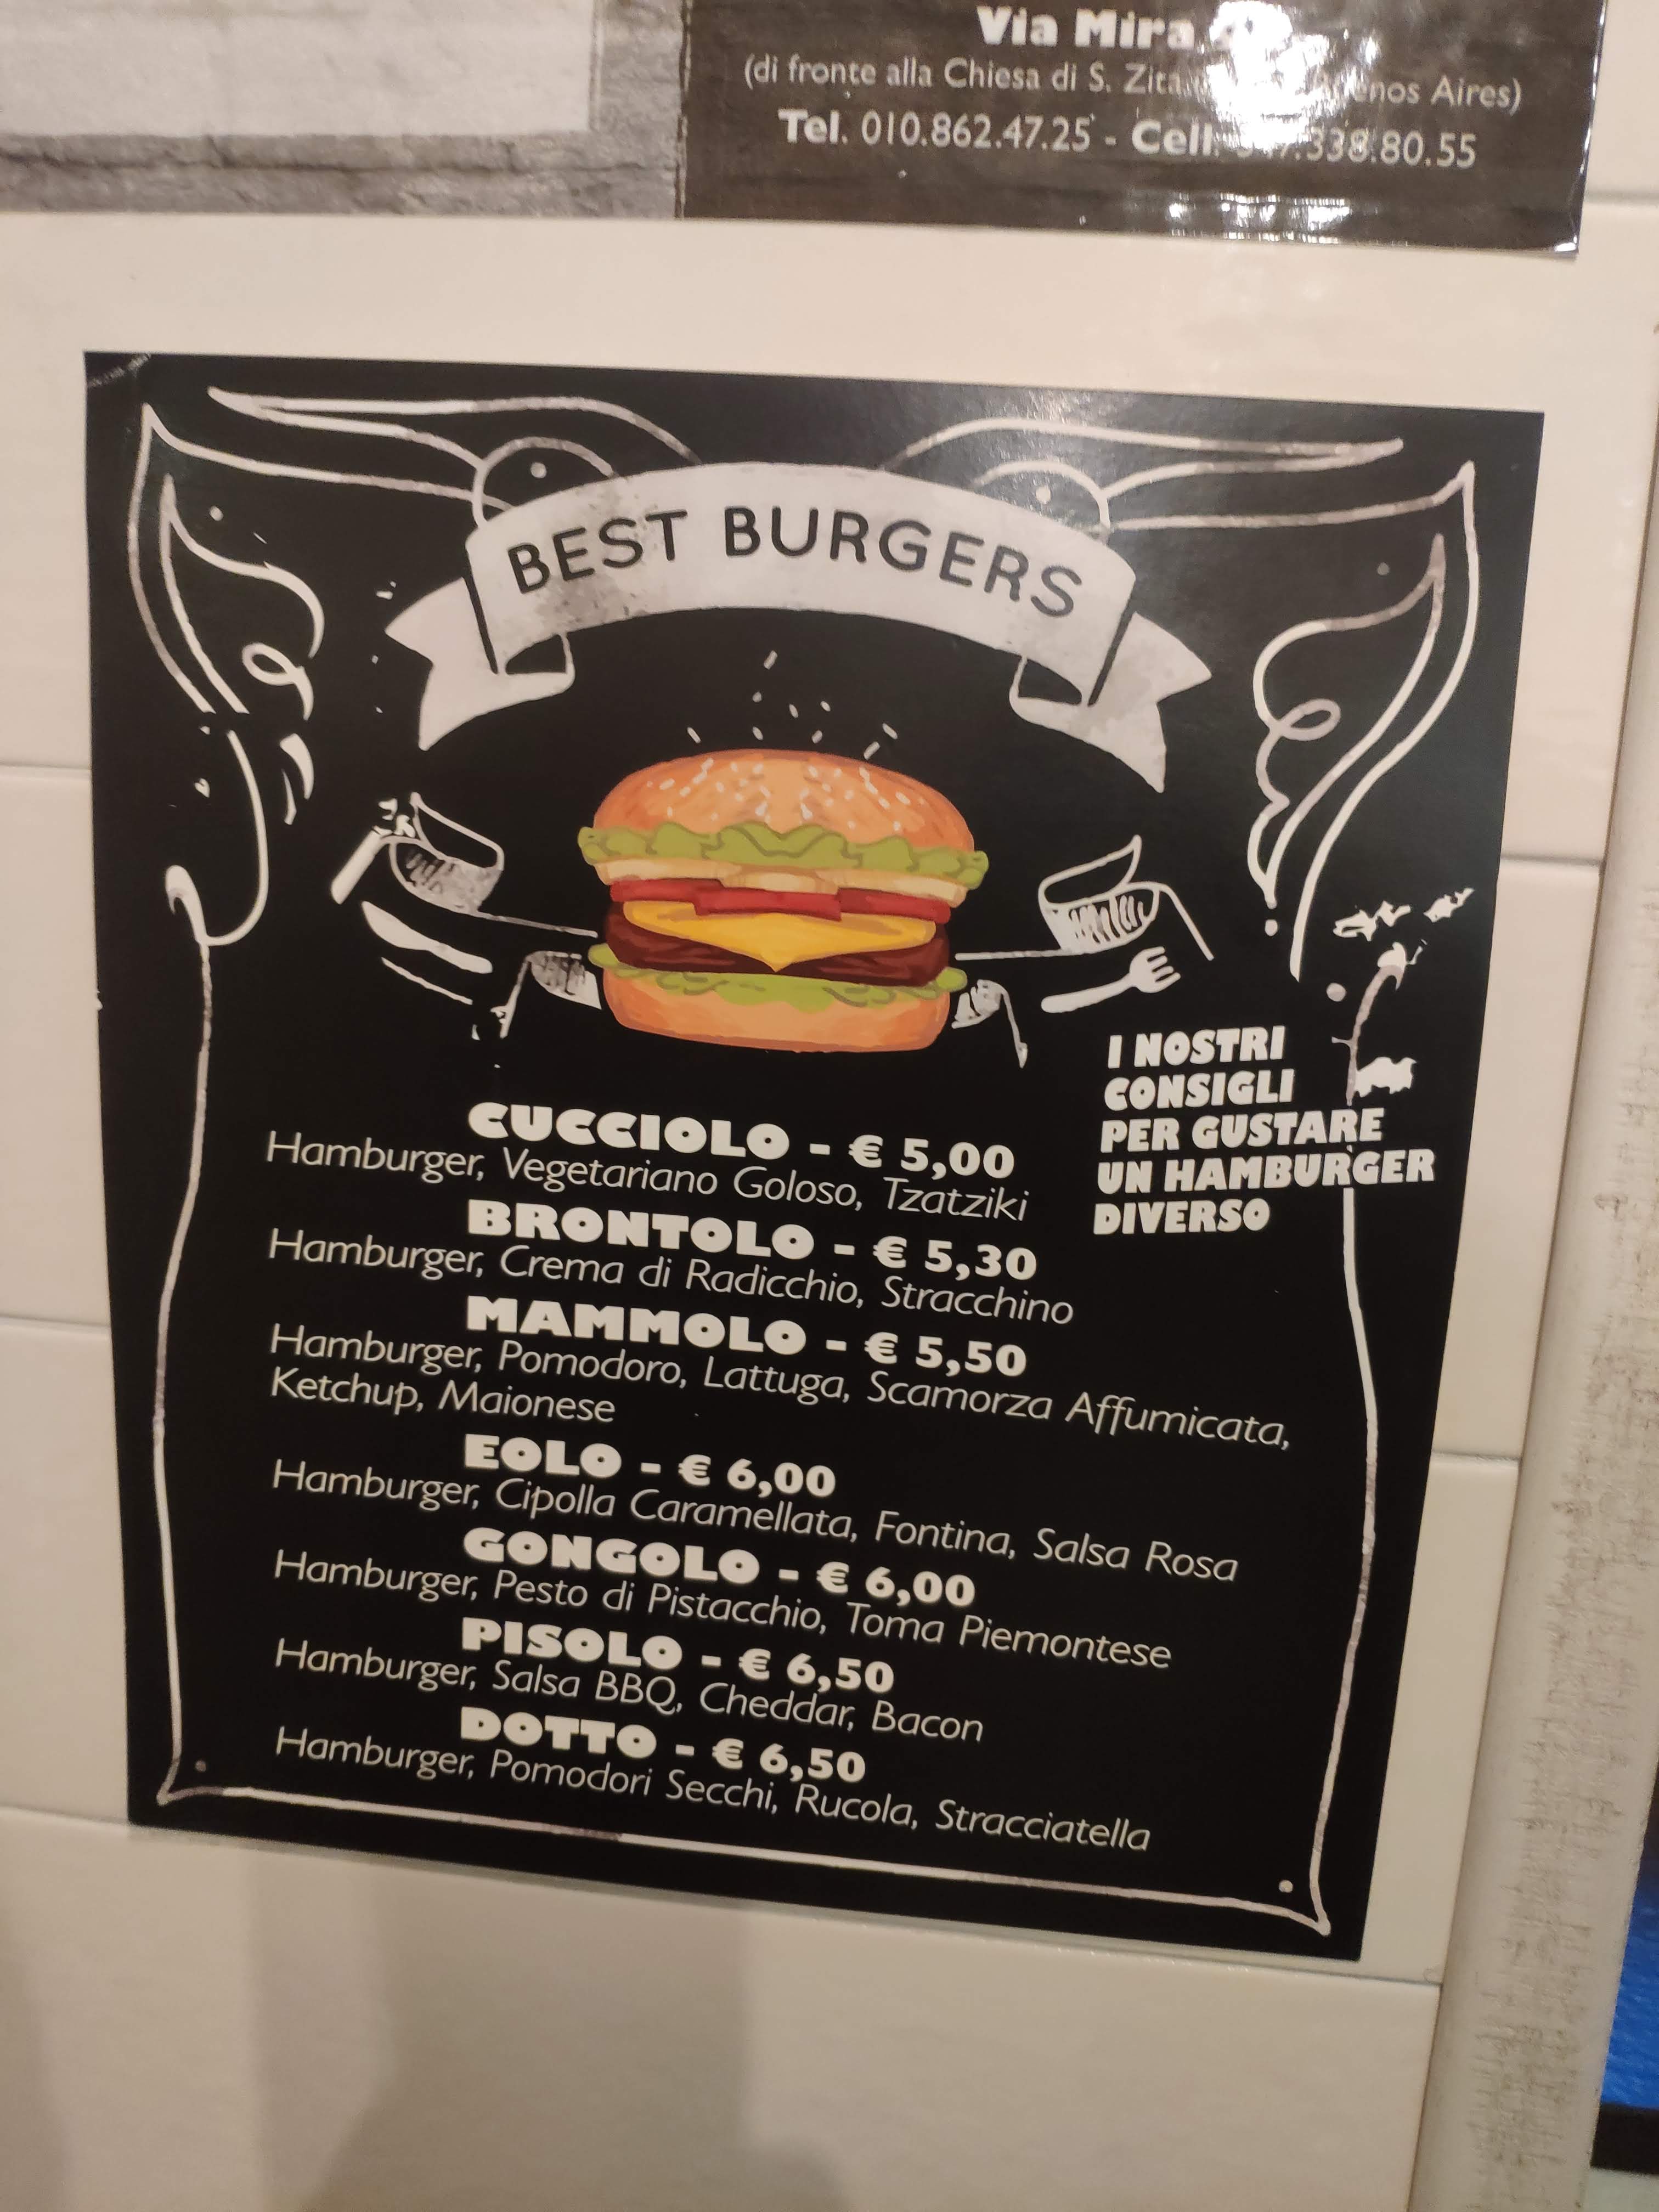 Via Mira
(di fronte alla Chiesa di S. Zita Aires)
Tel. 010.862.47.25 - Cell. 338.80.55
BEST BURGERS
I NOSTRI
CONSIGLI
PER GUSTARE
UN HAMBURGER
DIVERSO
CUCCIOLO - € 5,00
Hamburger, Vegetariano Goloso, Tzatziki
BRONTOLO - € 5,30
Hamburger, Crema di Radicchio, Stracchino
MAMMOLO - € 5,50
Hamburger, Pomodoro, Lattuga, Scamorza Affumicata,
Ketchup, Maionese
EOLO - € 6,00
Hamburger, Cipolla Caramellata, Fontina, Salsa Rosa
GONGOLO - € 6,00
Hamburger, Pesto di Pistacchio, Toma Piemontese
PISOLO - € 6,50
Hamburger, Salsa BBQ, Cheddar, Bacon
DOTTO - € 6,50
Hamburger, Pomodori Secchi, Rucola, Stracciatella